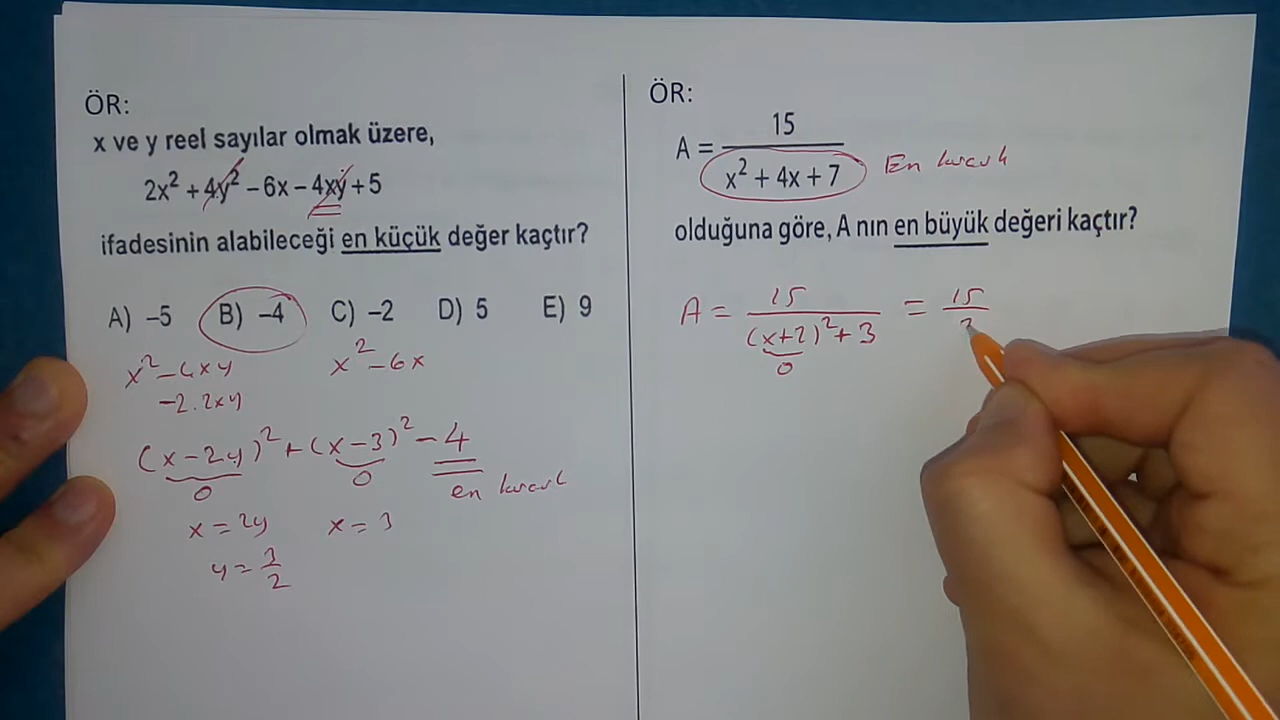 ÖR:
x ve y reel sayılar olmak üzere,
2x² + 4y² − 6x − 4xy + 5
ifadesinin alabileceği en küçük değer kaçtır?
A) −5 B) −4 C) −2 D) 5 E) 9
x² − 4xy x² − 6x
−2.2xy
(x − 2y)² + (x − 3)² − 4
0 0 en küçük
x = 2y x = 3
y = 3/2
ÖR:
A = 15 / (x² + 4x + 7) En küçük
olduğuna göre, A nın en büyük değeri kaçtır?
A = 15 / ((x+2)² + 3) = 15 / 3
0